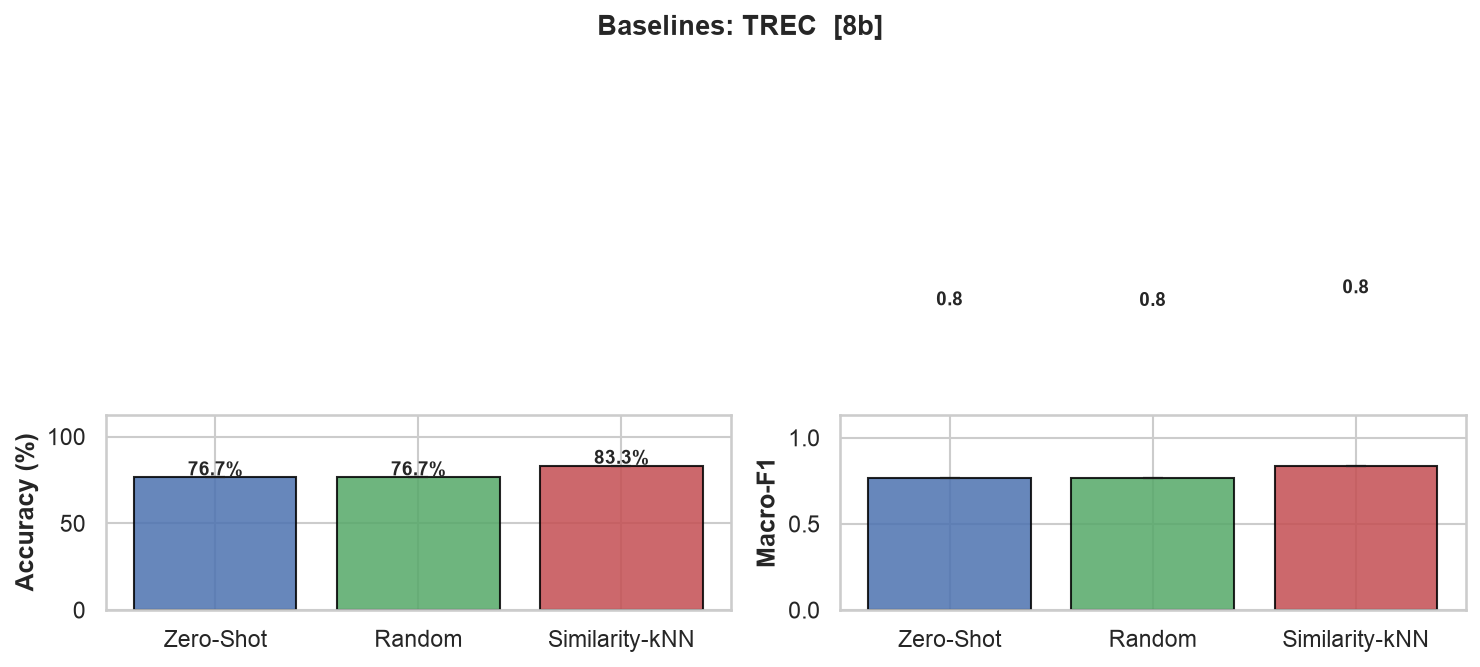 Baselines: TREC [8b]
Accuracy (%)
100
50
0
76.7%
76.7%
83.3%
Zero-Shot
Random
Similarity-kNN
Macro-F1
1.0
0.5
0.0
0.8
0.8
0.8
Zero-Shot
Random
Similarity-kNN